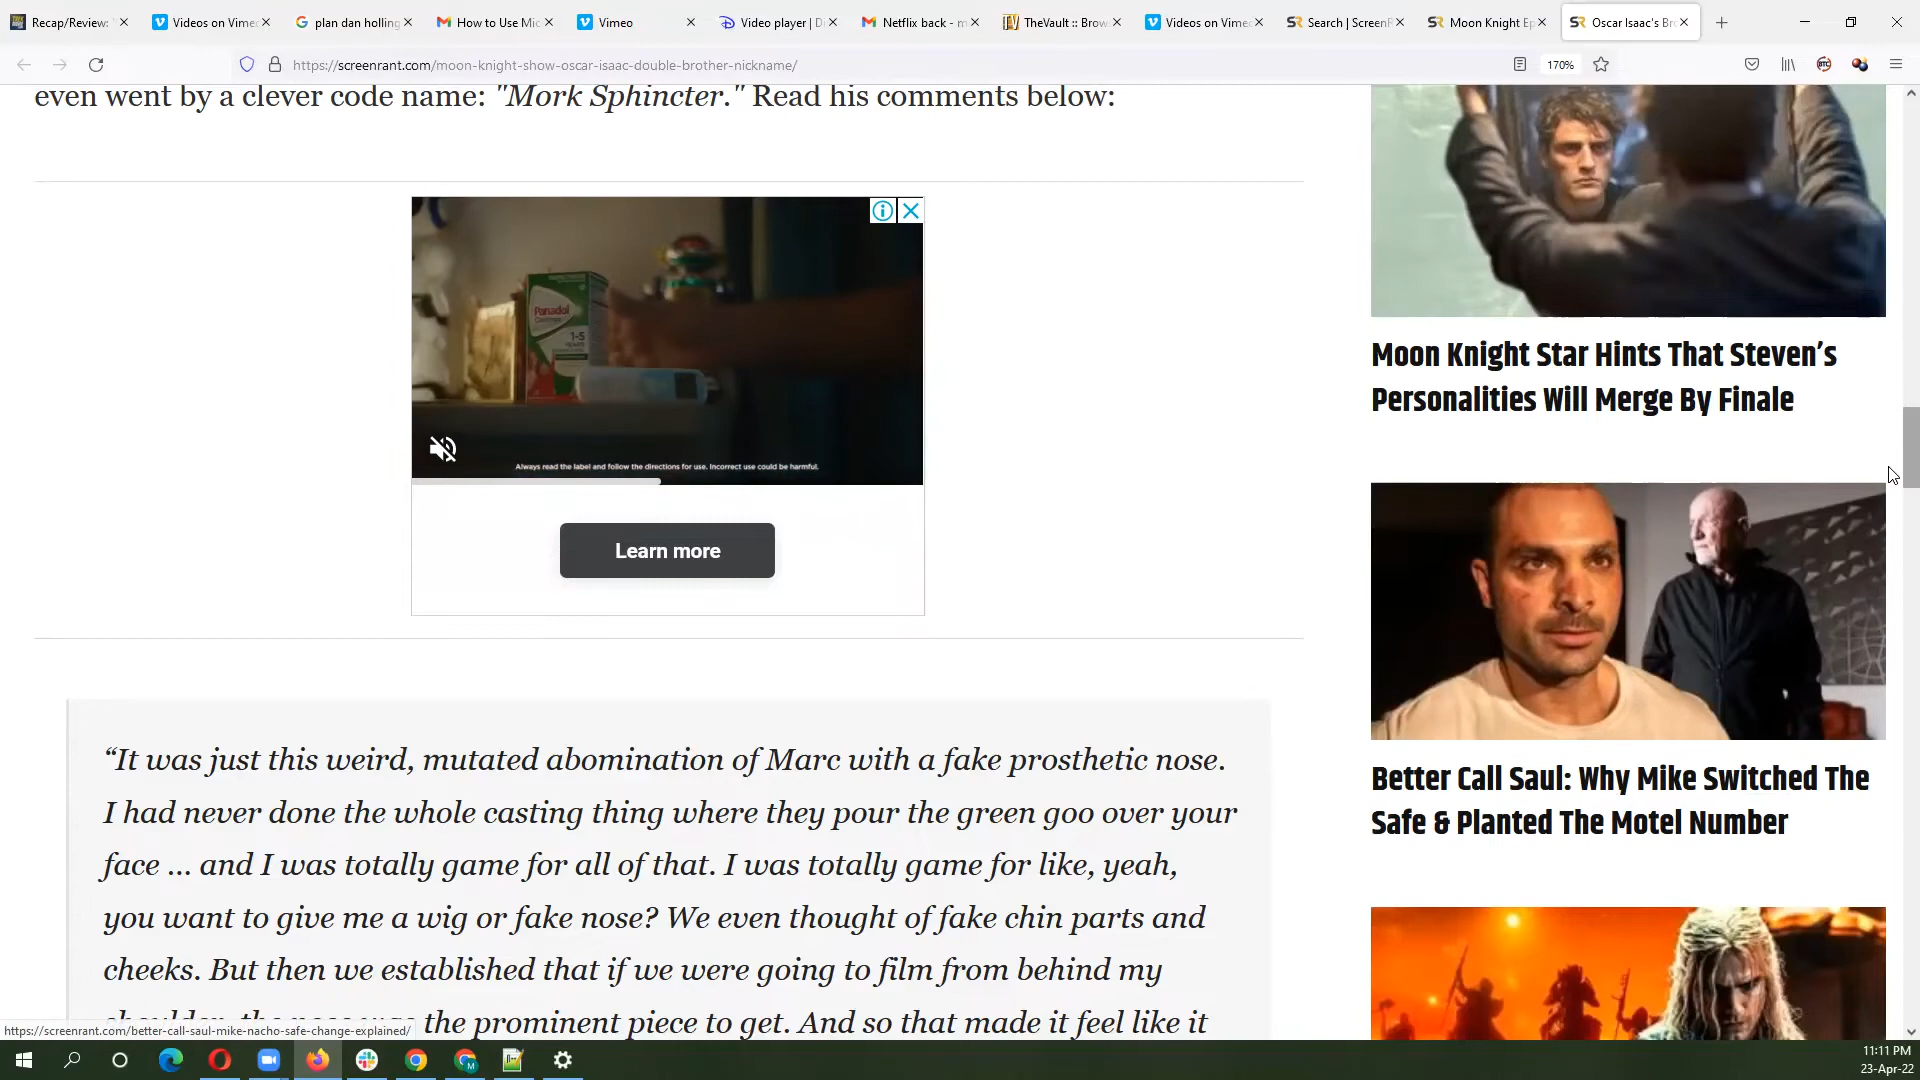 Recap/Review:
Videos on Vime
plan dan holling
How to Use Mic
Vimeo
Video player | D
Netflix back - m
TheVault :: Brow
Videos on Vime
Search | ScreenR
Moon Knight Ep
Oscar Isaac's Bro
https://screenrant.com/moon-knight-show-oscar-isaac-double-brother-nickname/
170%
even went by a clever code name: "Mork Sphincter." Read his comments below:
Panadol
1-5
YEARS
Always read the label and follow the directions for use. Incorrect use could be harmful.
Learn more
“It was just this weird, mutated abomination of Marc with a fake prosthetic nose.
I had never done the whole casting thing where they pour the green goo over your
face ... and I was totally game for all of that. I was totally game for like, yeah,
you want to give me a wig or fake nose? We even thought of fake chin parts and
cheeks. But then we established that if we were going to film from behind my
shoulder, the nose was the prominent piece to get. And so that made it feel like it
Moon Knight Star Hints That Steven’s
Personalities Will Merge By Finale
Better Call Saul: Why Mike Switched The
Safe & Planted The Motel Number
https://screenrant.com/better-call-saul-mike-nacho-safe-change-explained/
11:11 PM
23-Apr-22